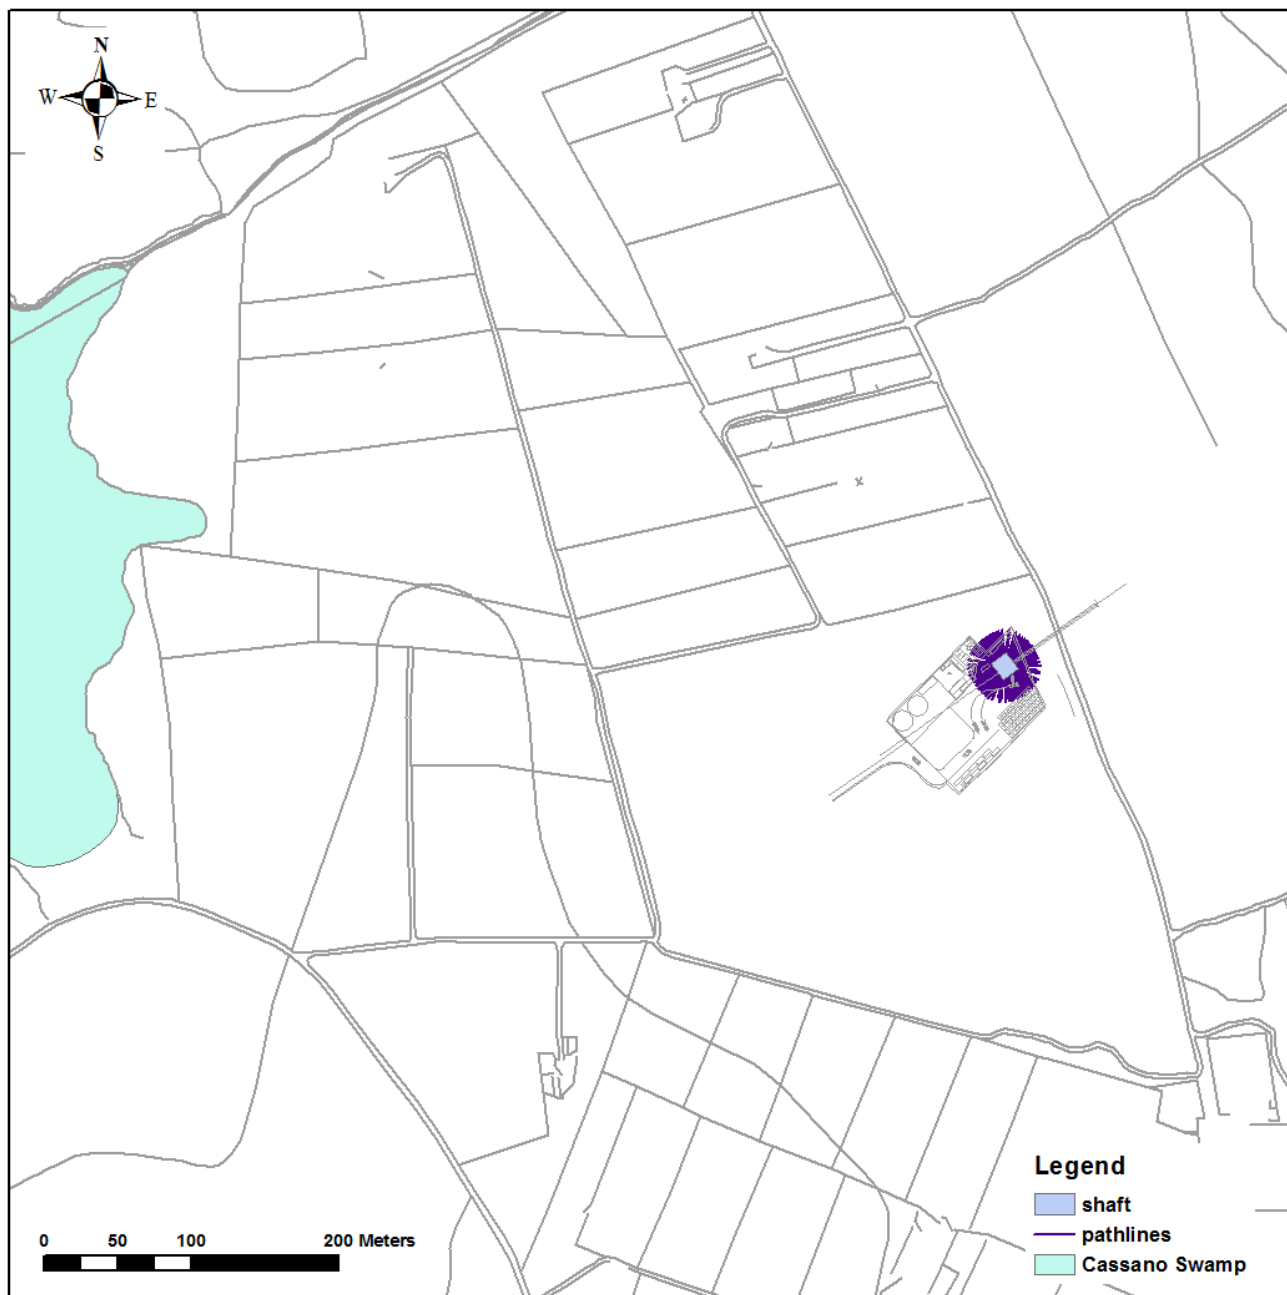 N
W E
S
Legend
shaft
pathlines
Cassano Swamp
0 50 100 200 Meters